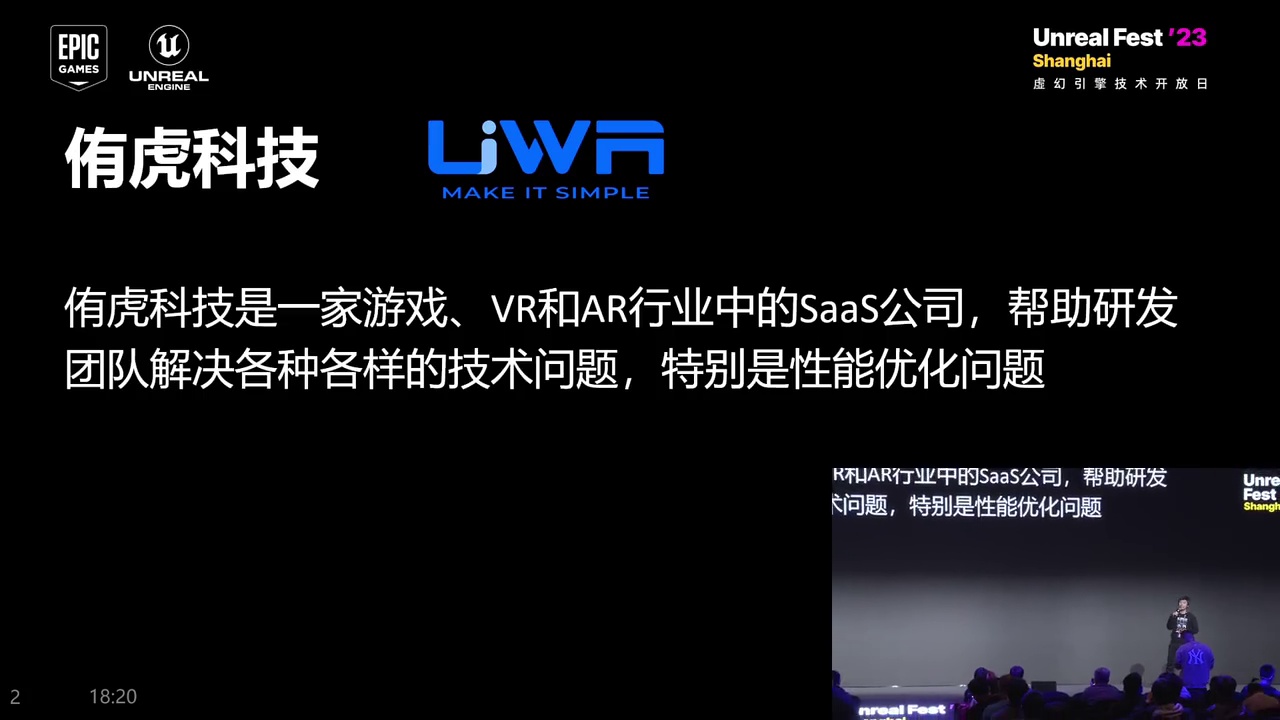 EPIC
GAMES
UNREAL
ENGINE
Unreal Fest '23
Shanghai
虚幻引擎技术开放日
侑虎科技
UWA
MAKE IT SIMPLE
侑虎科技是一家游戏、VR和AR行业中的SaaS公司，帮助研发
团队解决各种各样的技术问题，特别是性能优化问题
R和AR行业中的SaaS公司，帮助研发
术问题，特别是性能优化问题
Unre
Fest
Shangh
Unreal Fest '
2
18:20